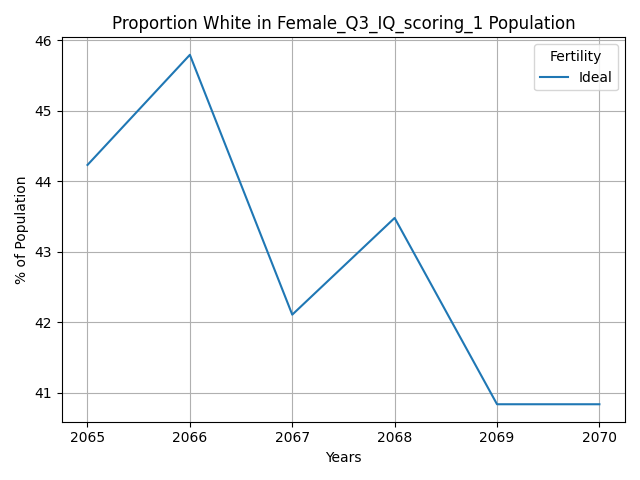 Proportion White in Female_Q3_IQ_scoring_1 Population
46
45
44
43
42
41
% of Population
Fertility
Ideal
2065 2066 2067 2068 2069 2070
Years